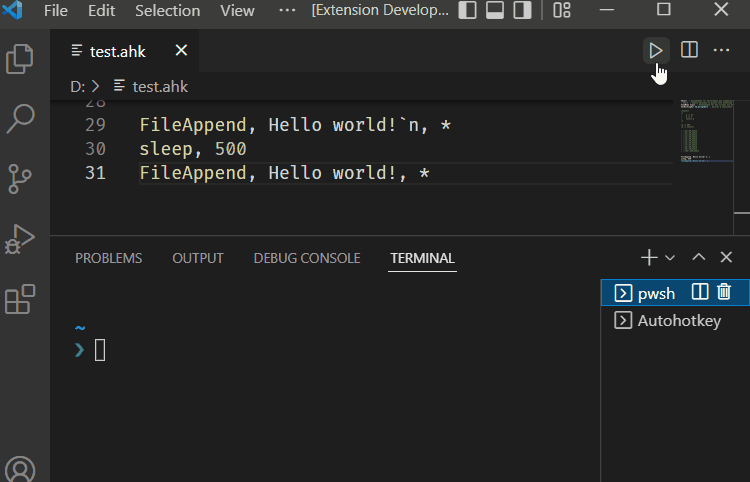 File Edit Selection View ··· [Extension Develop...
test.ahk
D: > test.ahk
28
29 FileAppend, Hello world!`n, *
30 sleep, 500
31 FileAppend, Hello world!, *
PROBLEMS OUTPUT DEBUG CONSOLE TERMINAL
pwsh
Autohotkey
~
❯